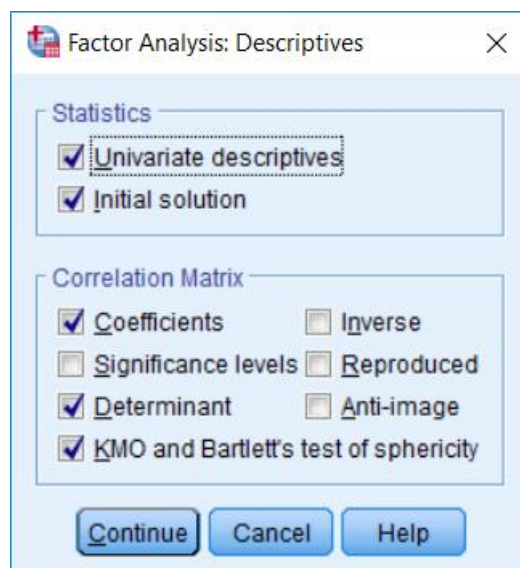 Factor Analysis: Descriptives
Statistics
Univariate descriptives
Initial solution
Correlation Matrix
Coefficients Inverse
Significance levels Reproduced
Determinant Anti-image
KMO and Bartlett's test of sphericity
Continue Cancel Help